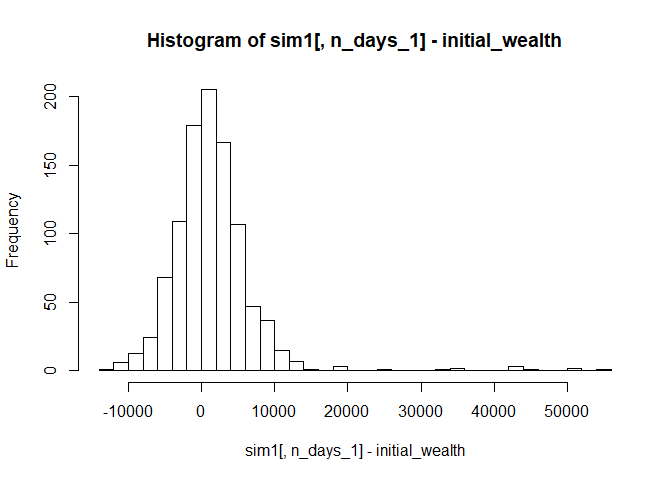 Histogram of sim1[, n_days_1] - initial_wealth
Frequency
200
150
100
50
0
-10000 0 10000 20000 30000 40000 50000
sim1[, n_days_1] - initial_wealth